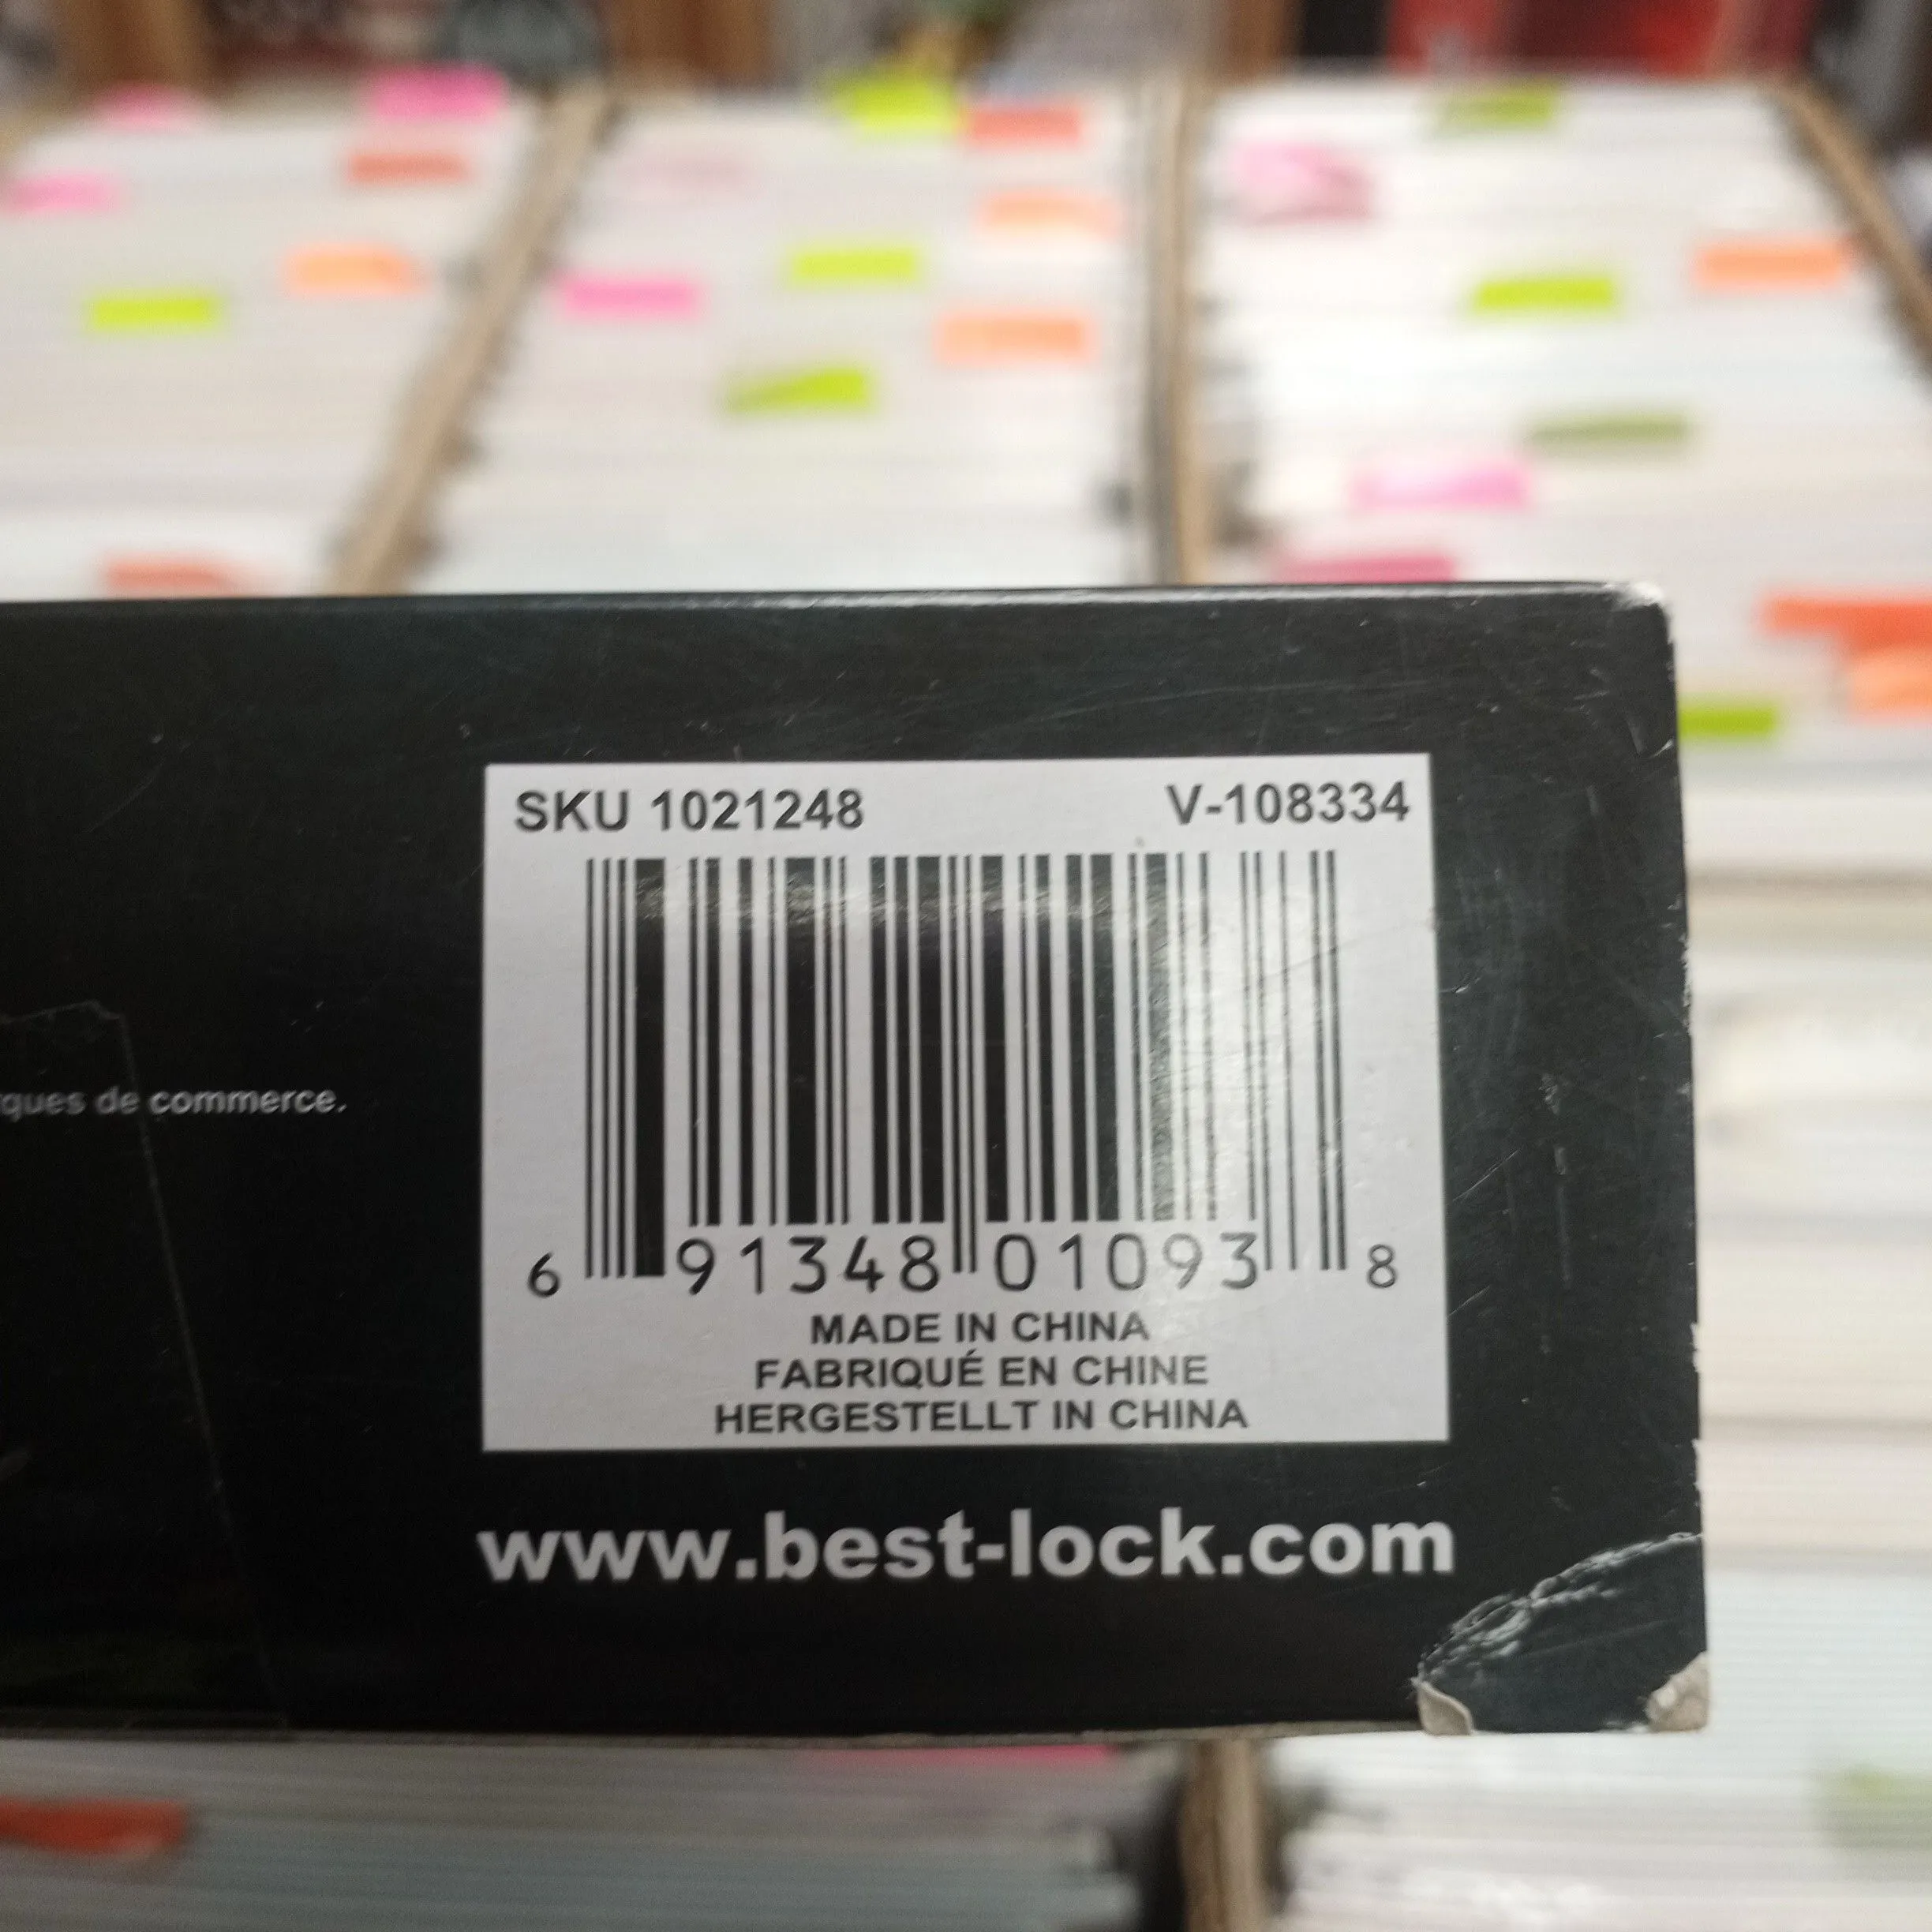 SKU 1021248 V-108334
6 91348 01093 8
MADE IN CHINA
FABRIQUÉ EN CHINE
HERGESTELLT IN CHINA
ques de commerce.
www.best-lock.com